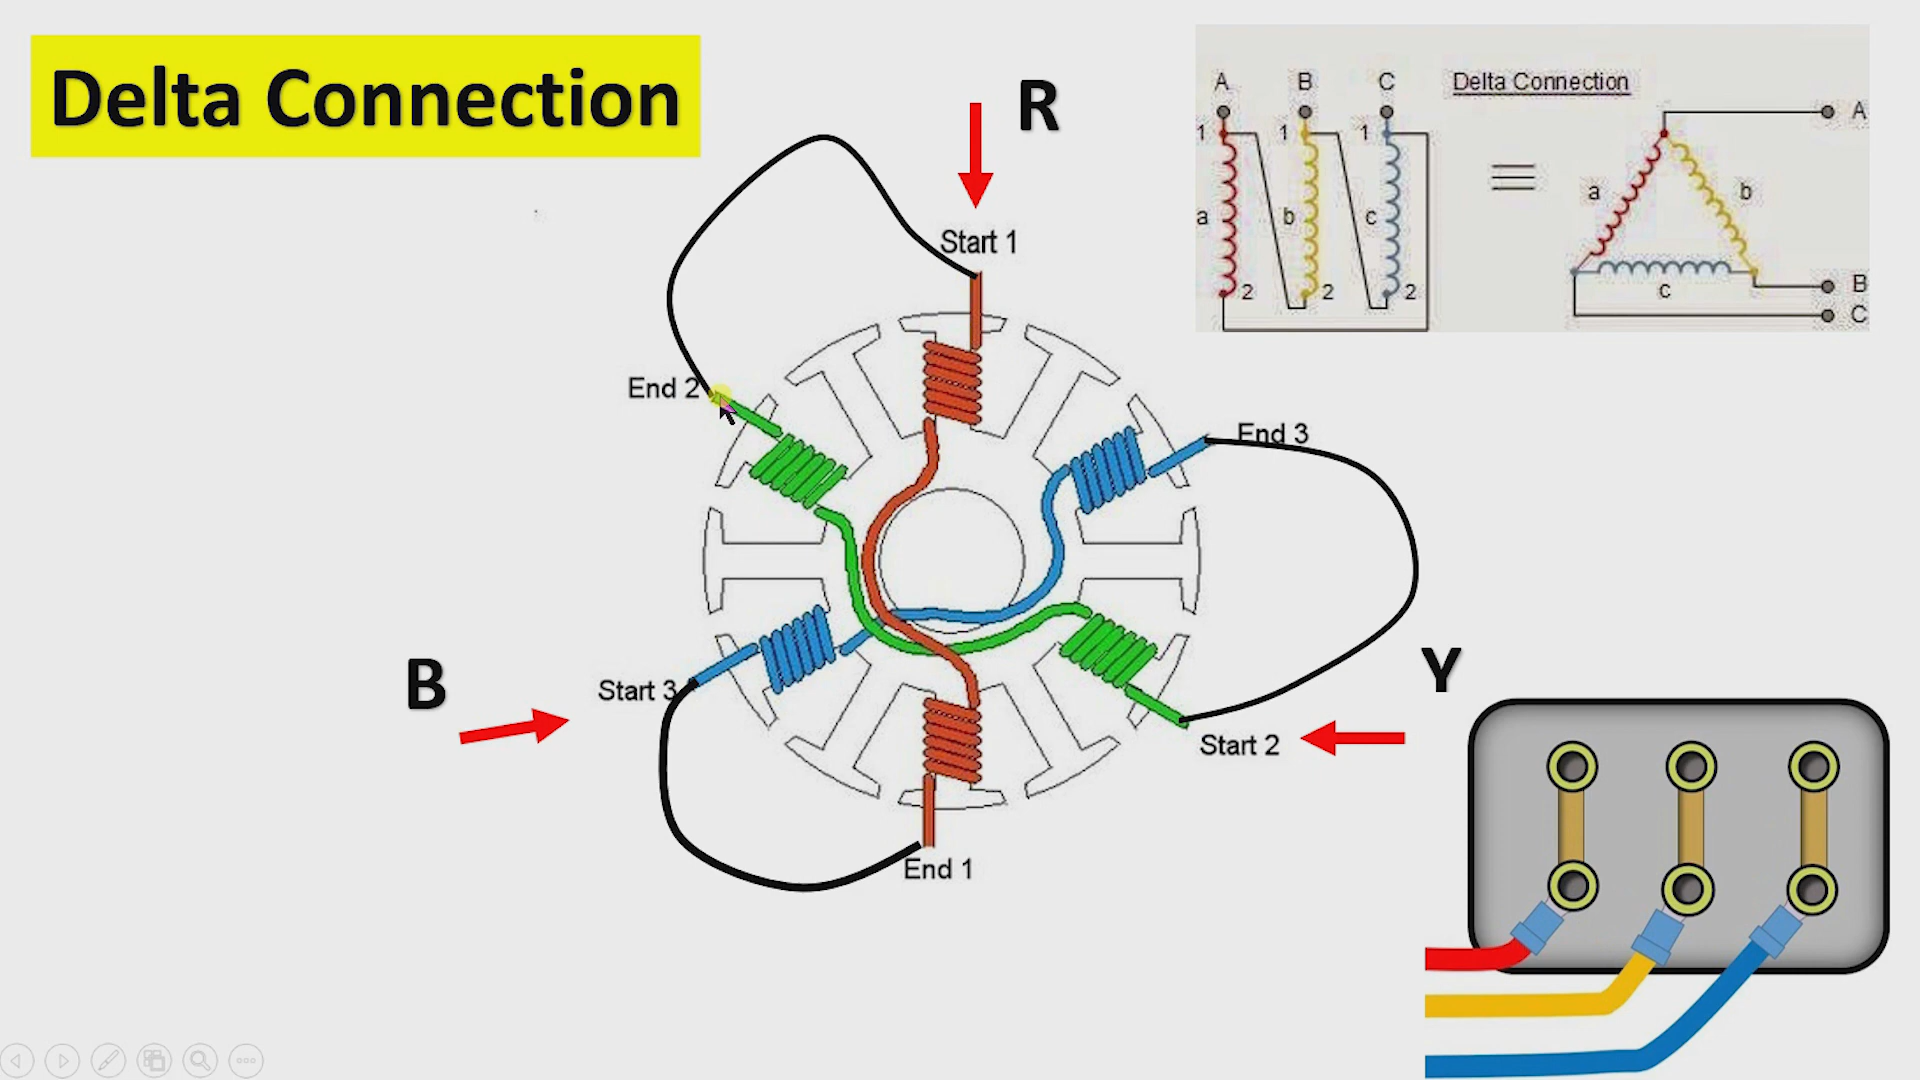 Delta Connection
R
Start 1
End 2
End 3
B
Start 3
Y
Start 2
End 1
A B C Delta Connection
A
1 1 1
a b
a b c
2 2 2
c
B
C